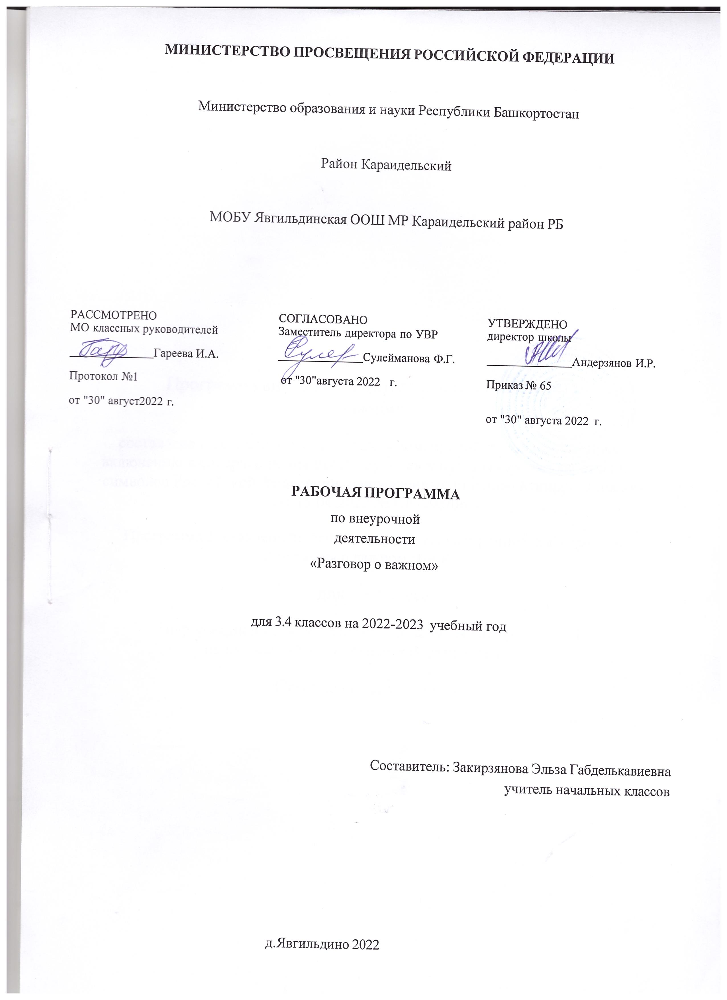 МИНИСТЕРСТВО ПРОСВЕЩЕНИЯ РОССИЙСКОЙ ФЕДЕРАЦИИ
Министерство образования и науки Республики Башкортостан
Район Караидельский
МОБУ Явгильдинская ООШ МР Караидельский район РБ
РАССМОТРЕНО
МО классных руководителей
Гареева И.А.
Протокол №1
от "30" август2022 г.
СОГЛАСОВАНО
Заместитель директора по УВР
Сулейманова Ф.Г.
от "30"августа 2022 г.
УТВЕРЖДЕНО
директор школы
Андерзянов И.Р.
Приказ № 65
от "30" августа 2022 г.
РАБОЧАЯ ПРОГРАММА
по внеурочной
деятельности
«Разговор о важном»
для 3.4 классов на 2022-2023 учебный год
Составитель: Закирзянова Эльза Габделькавиевна
учитель начальных классов
д.Явгильдино 2022